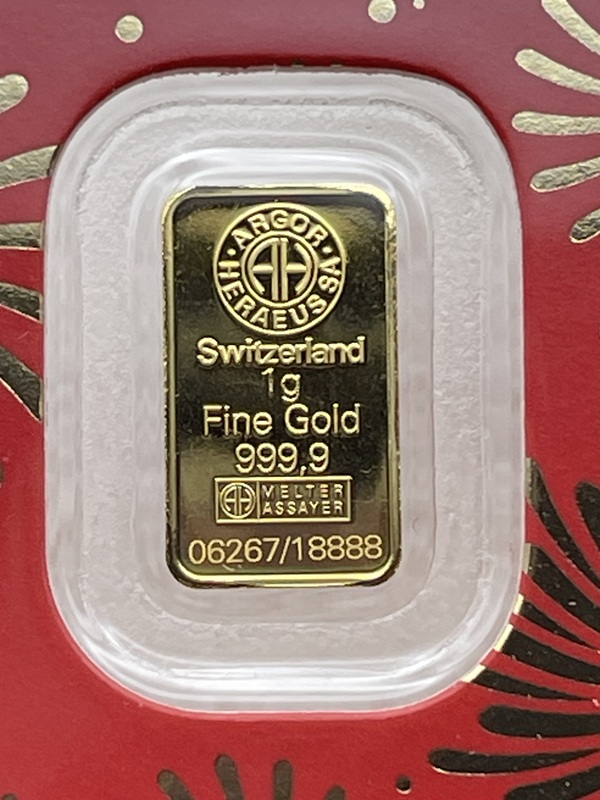 ARGOR
HERAEUS SA
Switzerland
1g
Fine Gold
999,9
MELTER
ASSAYER
06267/18888